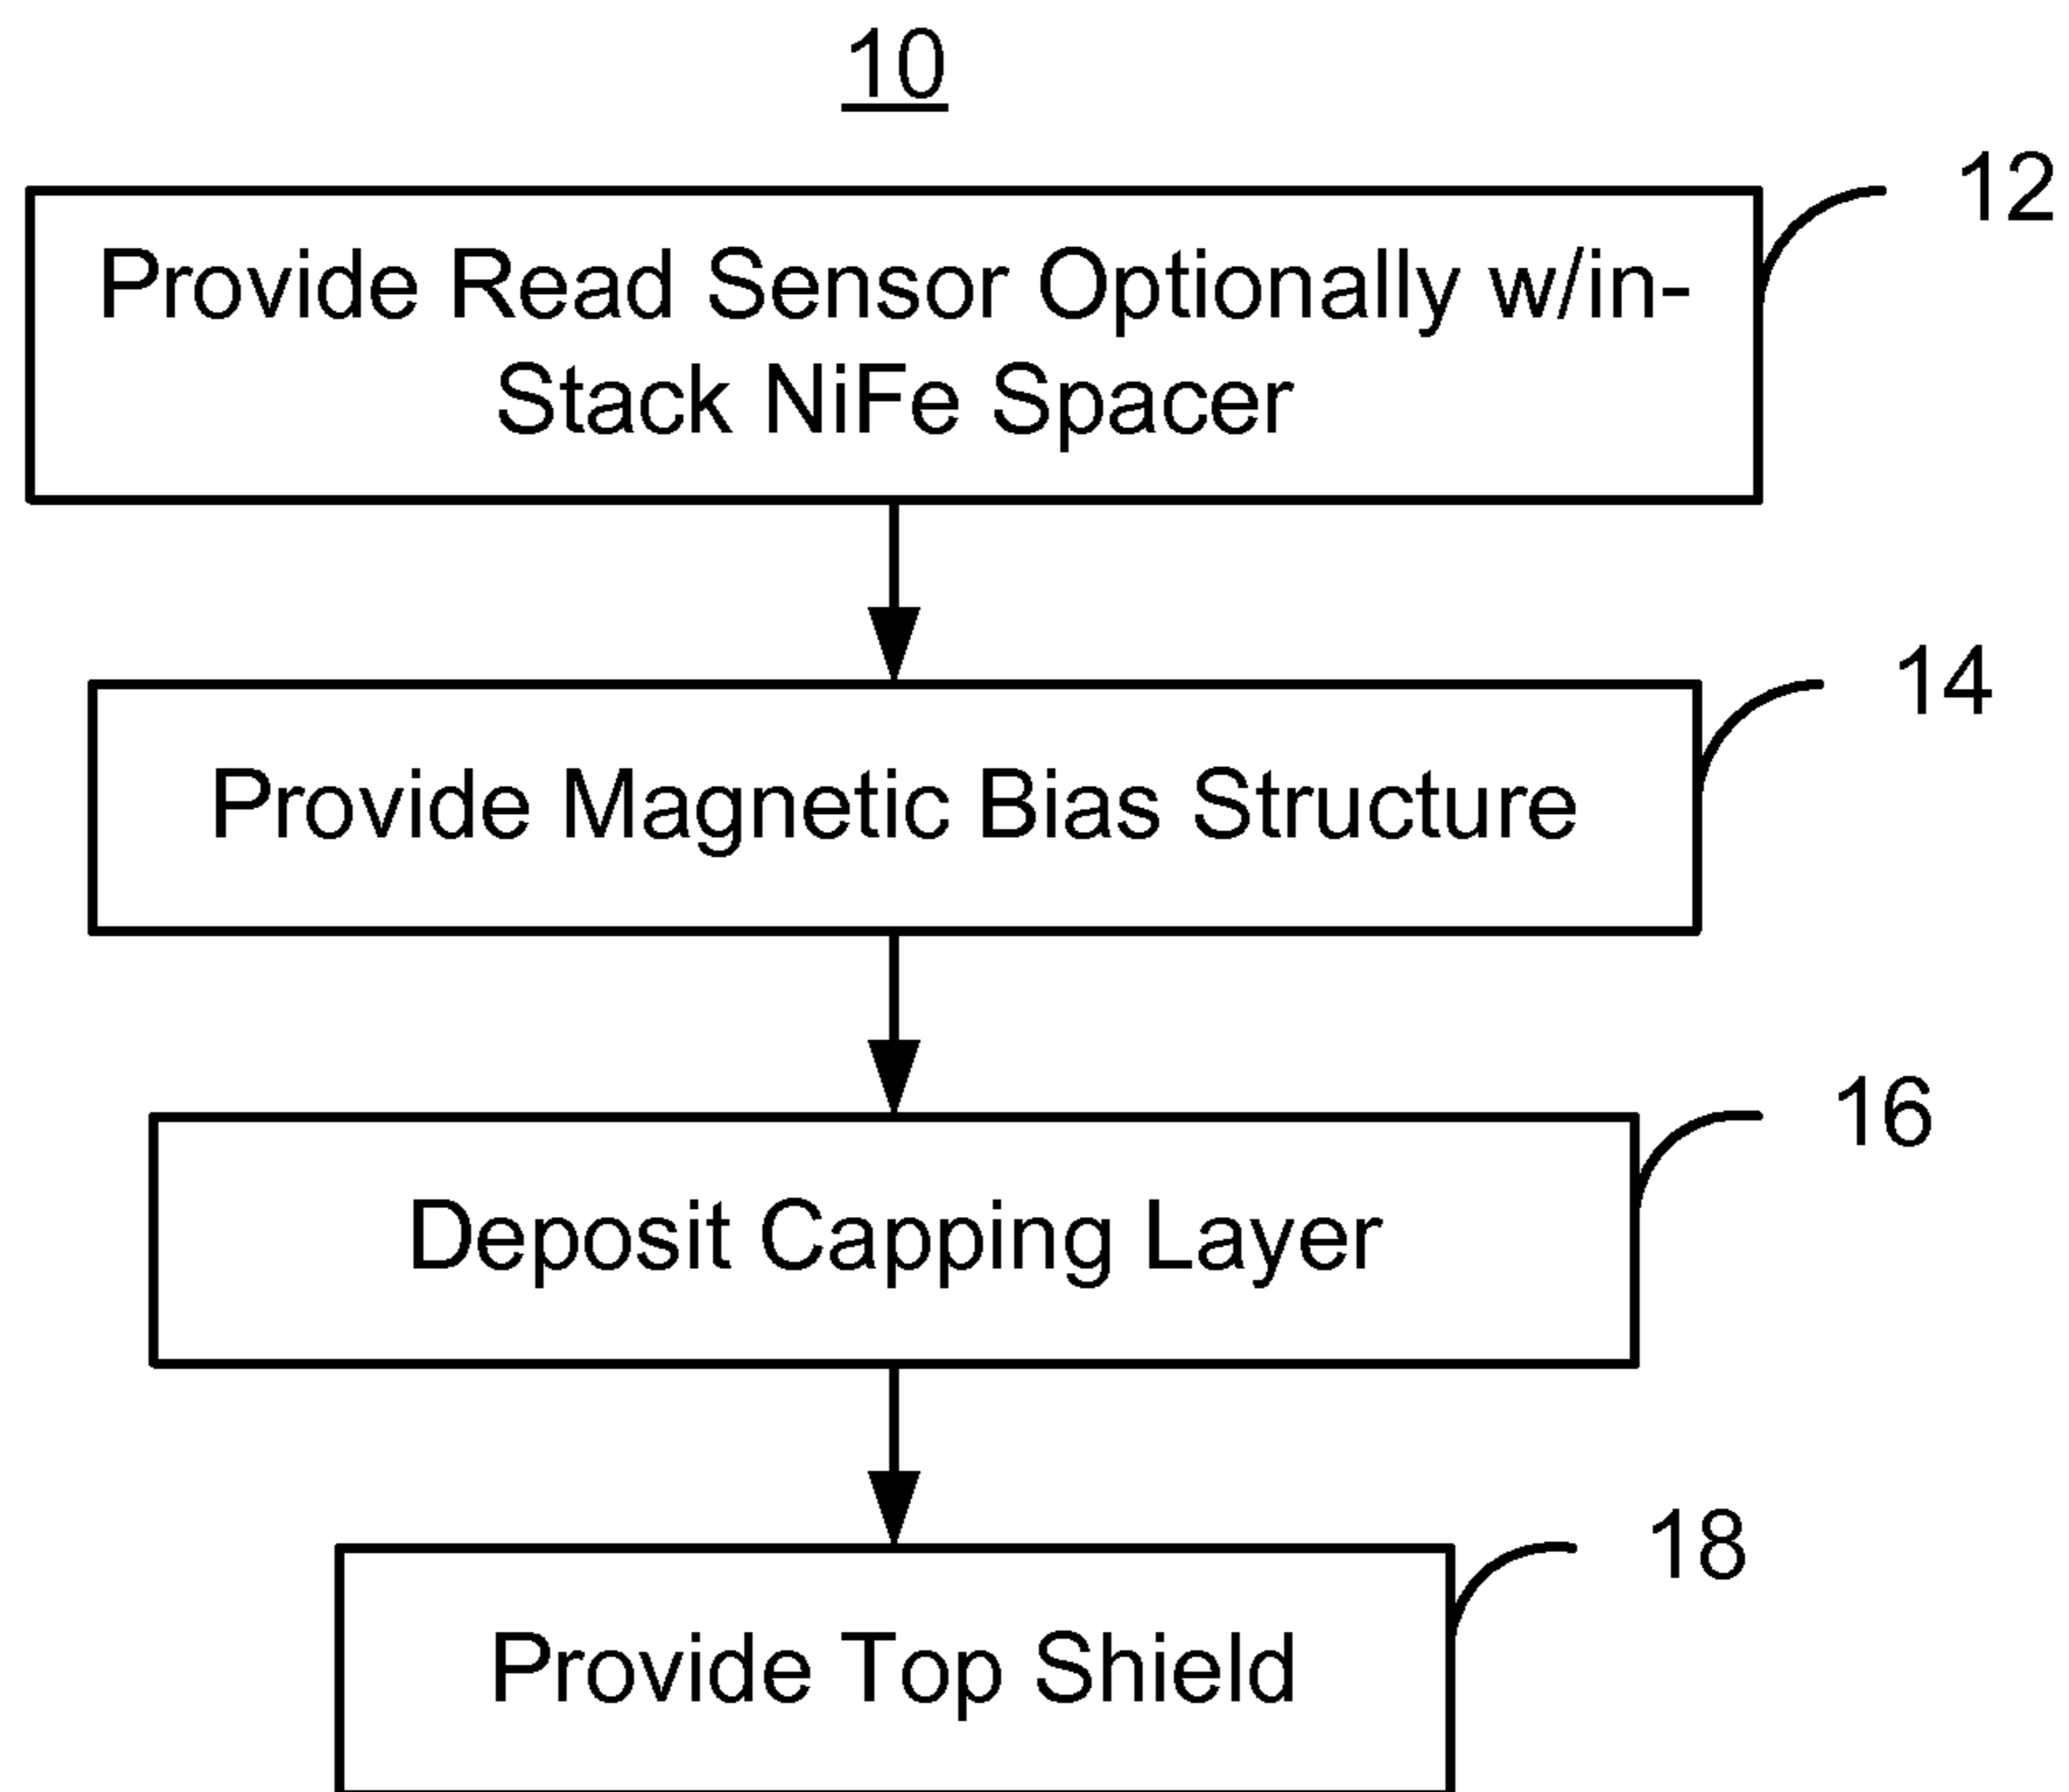 10
12
Provide Read Sensor Optionally w/in-
Stack NiFe Spacer
14
Provide Magnetic Bias Structure
16
Deposit Capping Layer
18
Provide Top Shield